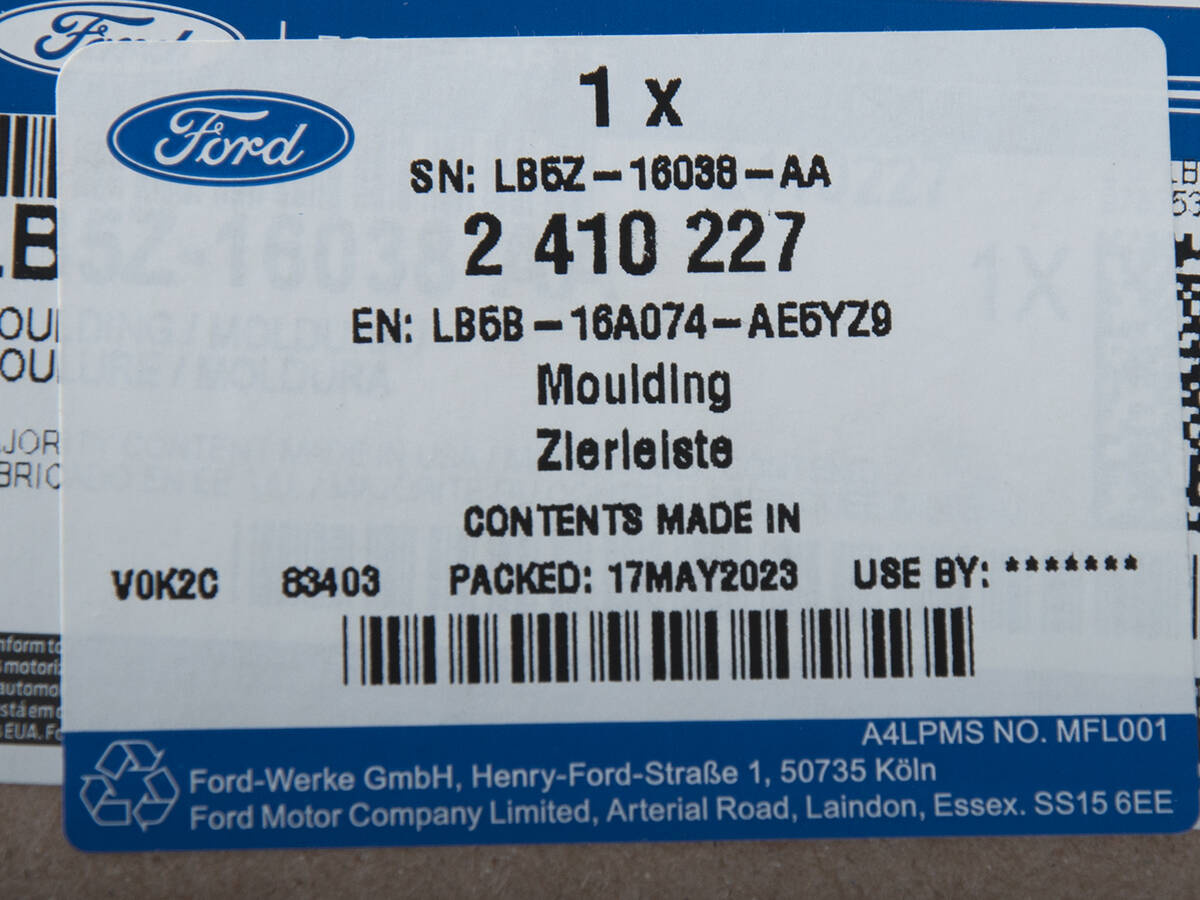 Ford
Ford
1 x
SN: LB5Z-16038-AA
2 410 227
EN: LB5B-16A074-AE5YZ9
Moulding
Zierleiste
CONTENTS MADE IN
V0K2C 83403 PACKED: 17MAY2023 USE BY: *******
A4LPMS NO. MFL001
Ford-Werke GmbH, Henry-Ford-Straße 1, 50735 Köln
Ford Motor Company Limited, Arterial Road, Laindon, Essex. SS15 6EE